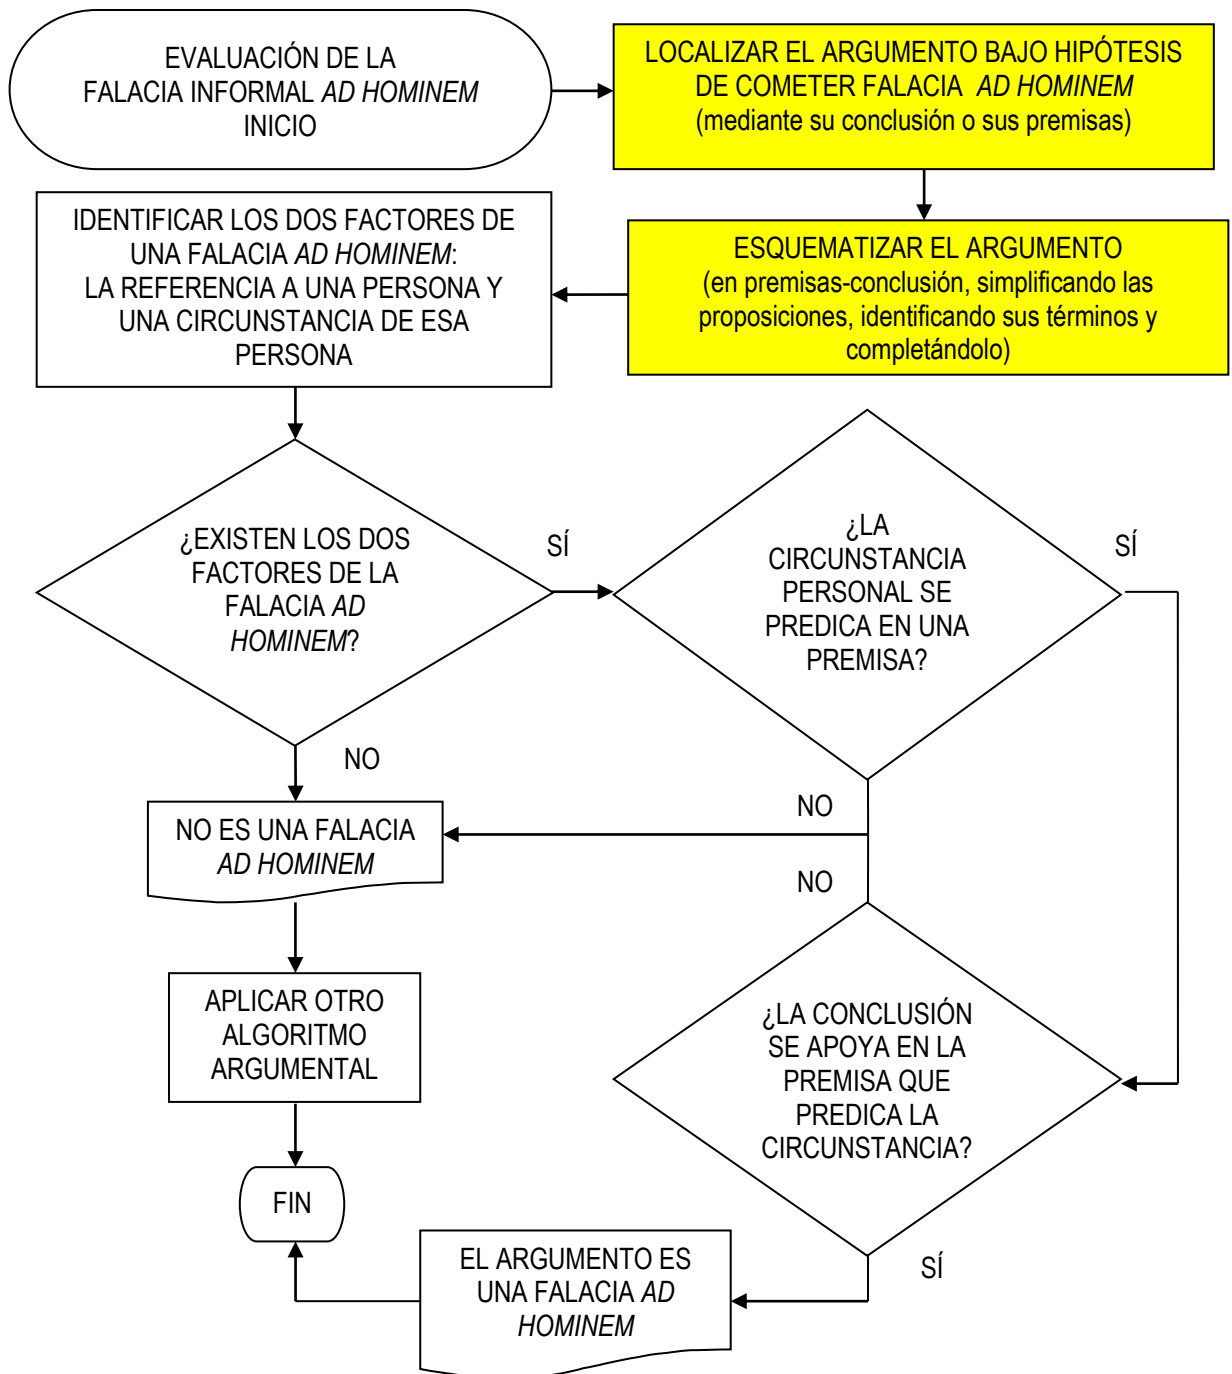 EVALUACIÓN DE LA
FALACIA INFORMAL AD HOMINEM
INICIO
LOCALIZAR EL ARGUMENTO BAJO HIPÓTESIS
DE COMETER FALACIA AD HOMINEM
(mediante su conclusión o sus premisas)
ESQUEMATIZAR EL ARGUMENTO
(en premisas-conclusión, simplificando las
proposiciones, identificando sus términos y
completándolo)
IDENTIFICAR LOS DOS FACTORES DE
UNA FALACIA AD HOMINEM:
LA REFERENCIA A UNA PERSONA Y
UNA CIRCUNSTANCIA DE ESA
PERSONA
¿EXISTEN LOS DOS
FACTORES DE LA
FALACIA AD
HOMINEM?
SÍ
¿LA
CIRCUNSTANCIA
PERSONAL SE
PREDICA EN UNA
PREMISA?
SÍ
NO
NO
NO ES UNA FALACIA
AD HOMINEM
NO
APLICAR OTRO
ALGORITMO
ARGUMENTAL
¿LA CONCLUSIÓN
SE APOYA EN LA
PREMISA QUE
PREDICA LA
CIRCUNSTANCIA?
FIN
SÍ
EL ARGUMENTO ES
UNA FALACIA AD
HOMINEM